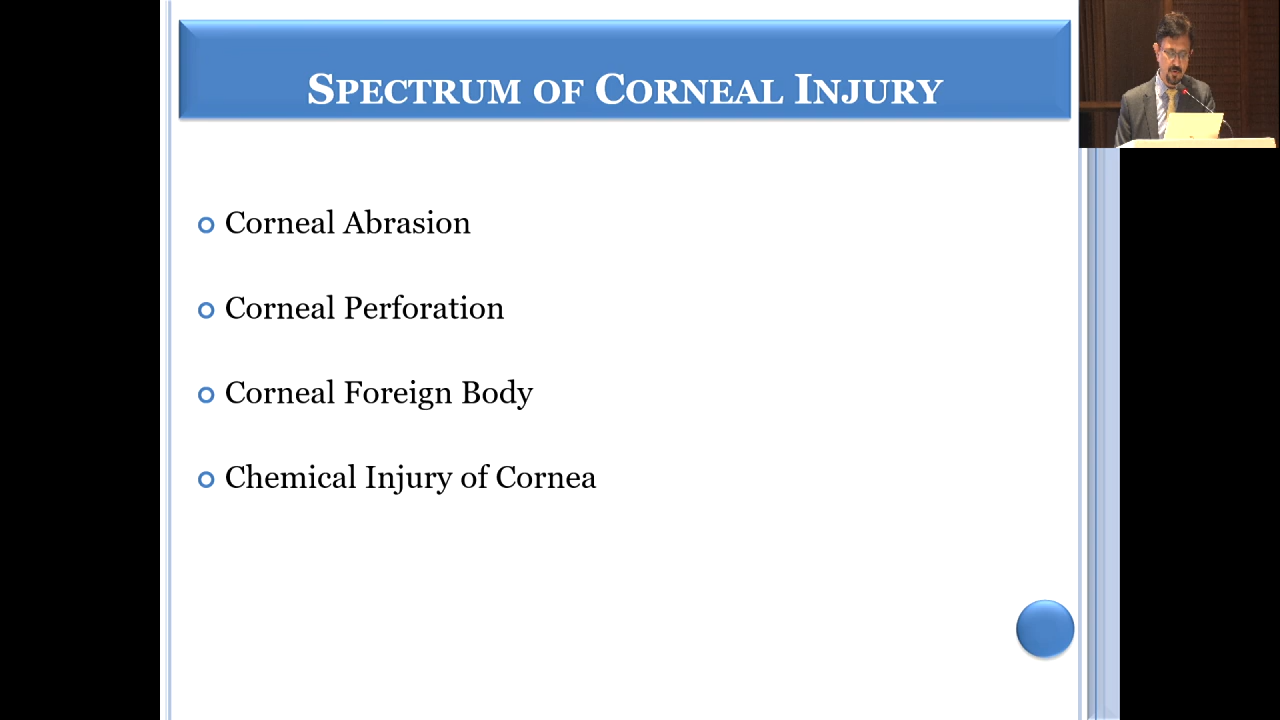 Spectrum of Corneal Injury
Corneal Abrasion
Corneal Perforation
Corneal Foreign Body
Chemical Injury of Cornea